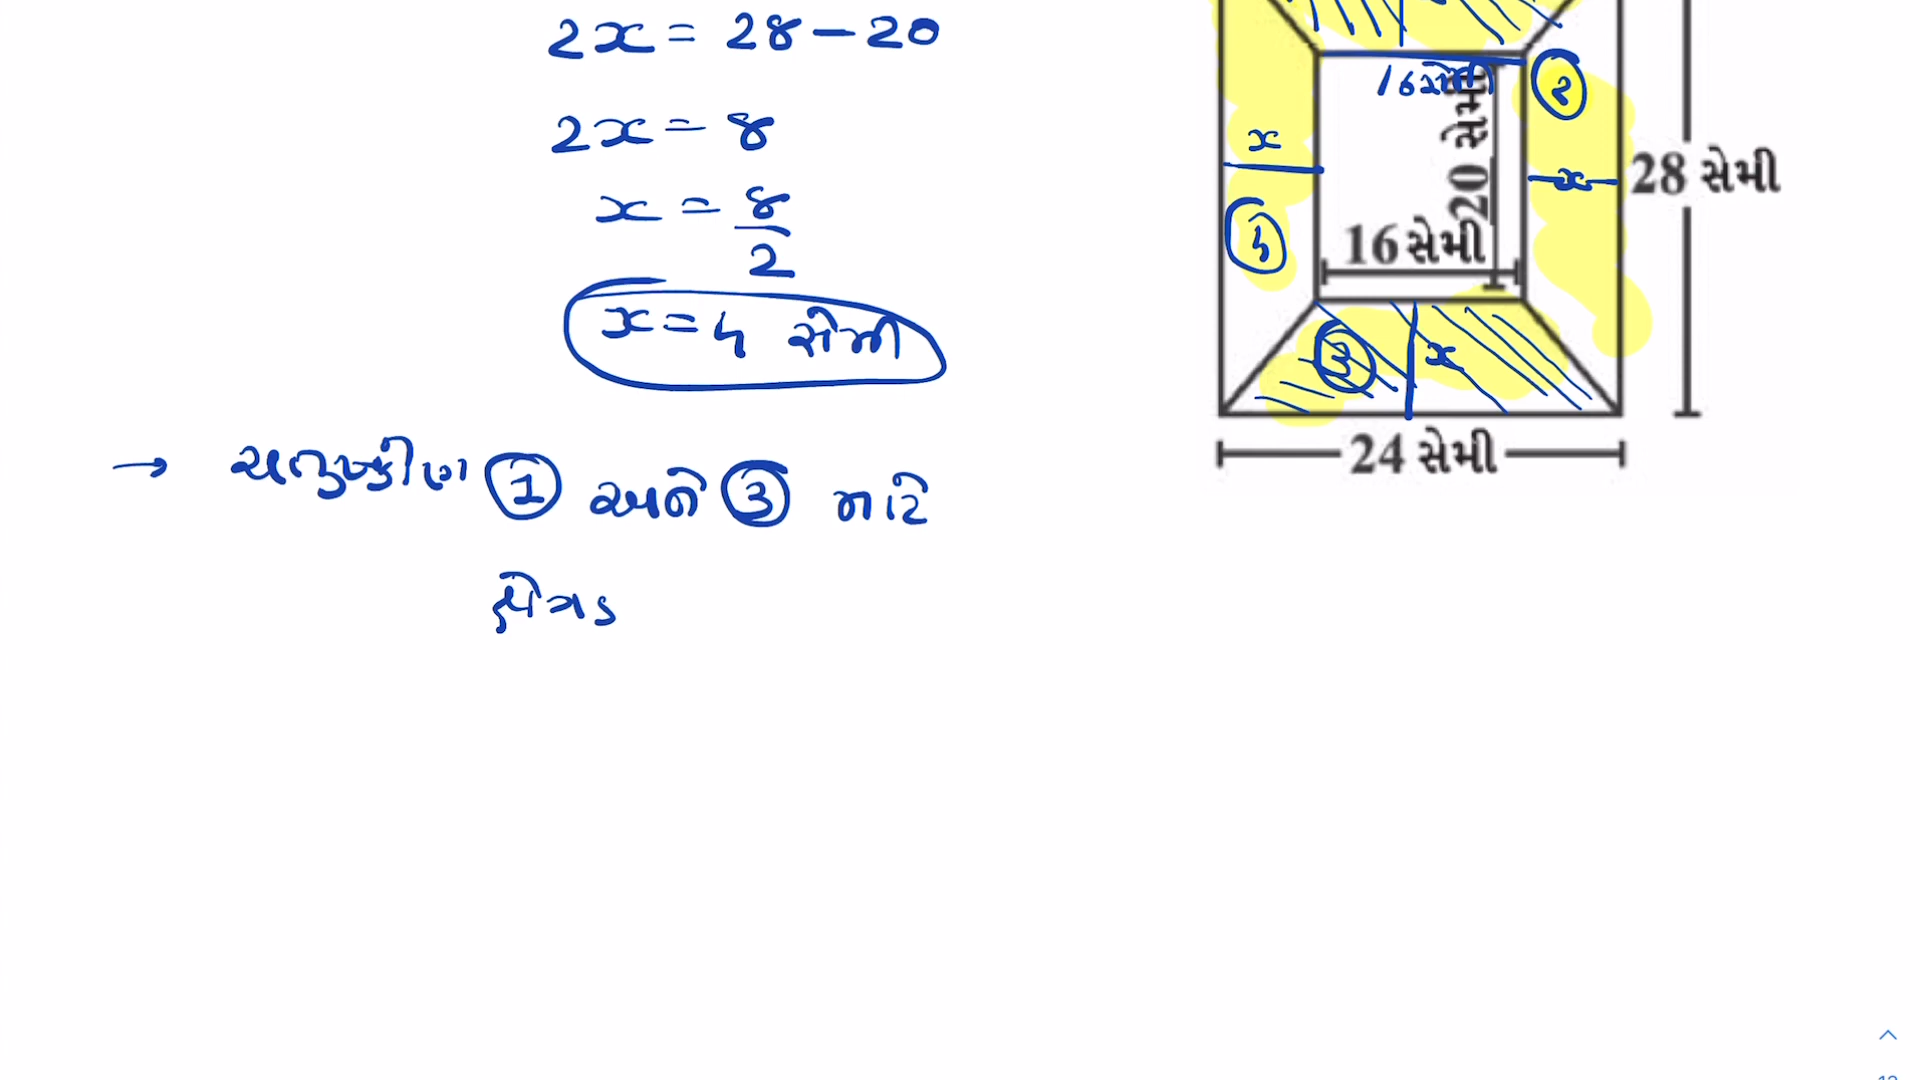 2x = 28 - 20
2x = 8
x = 8
2
x = 4 સેમી
→ ચતુષ્કોણ 1 અને 3 માટે
ક્ષેત્રફ
16 સેમી
2
20 સેમી
x
x
28 સેમી
4
16 સેમી
3
x
24 સેમી